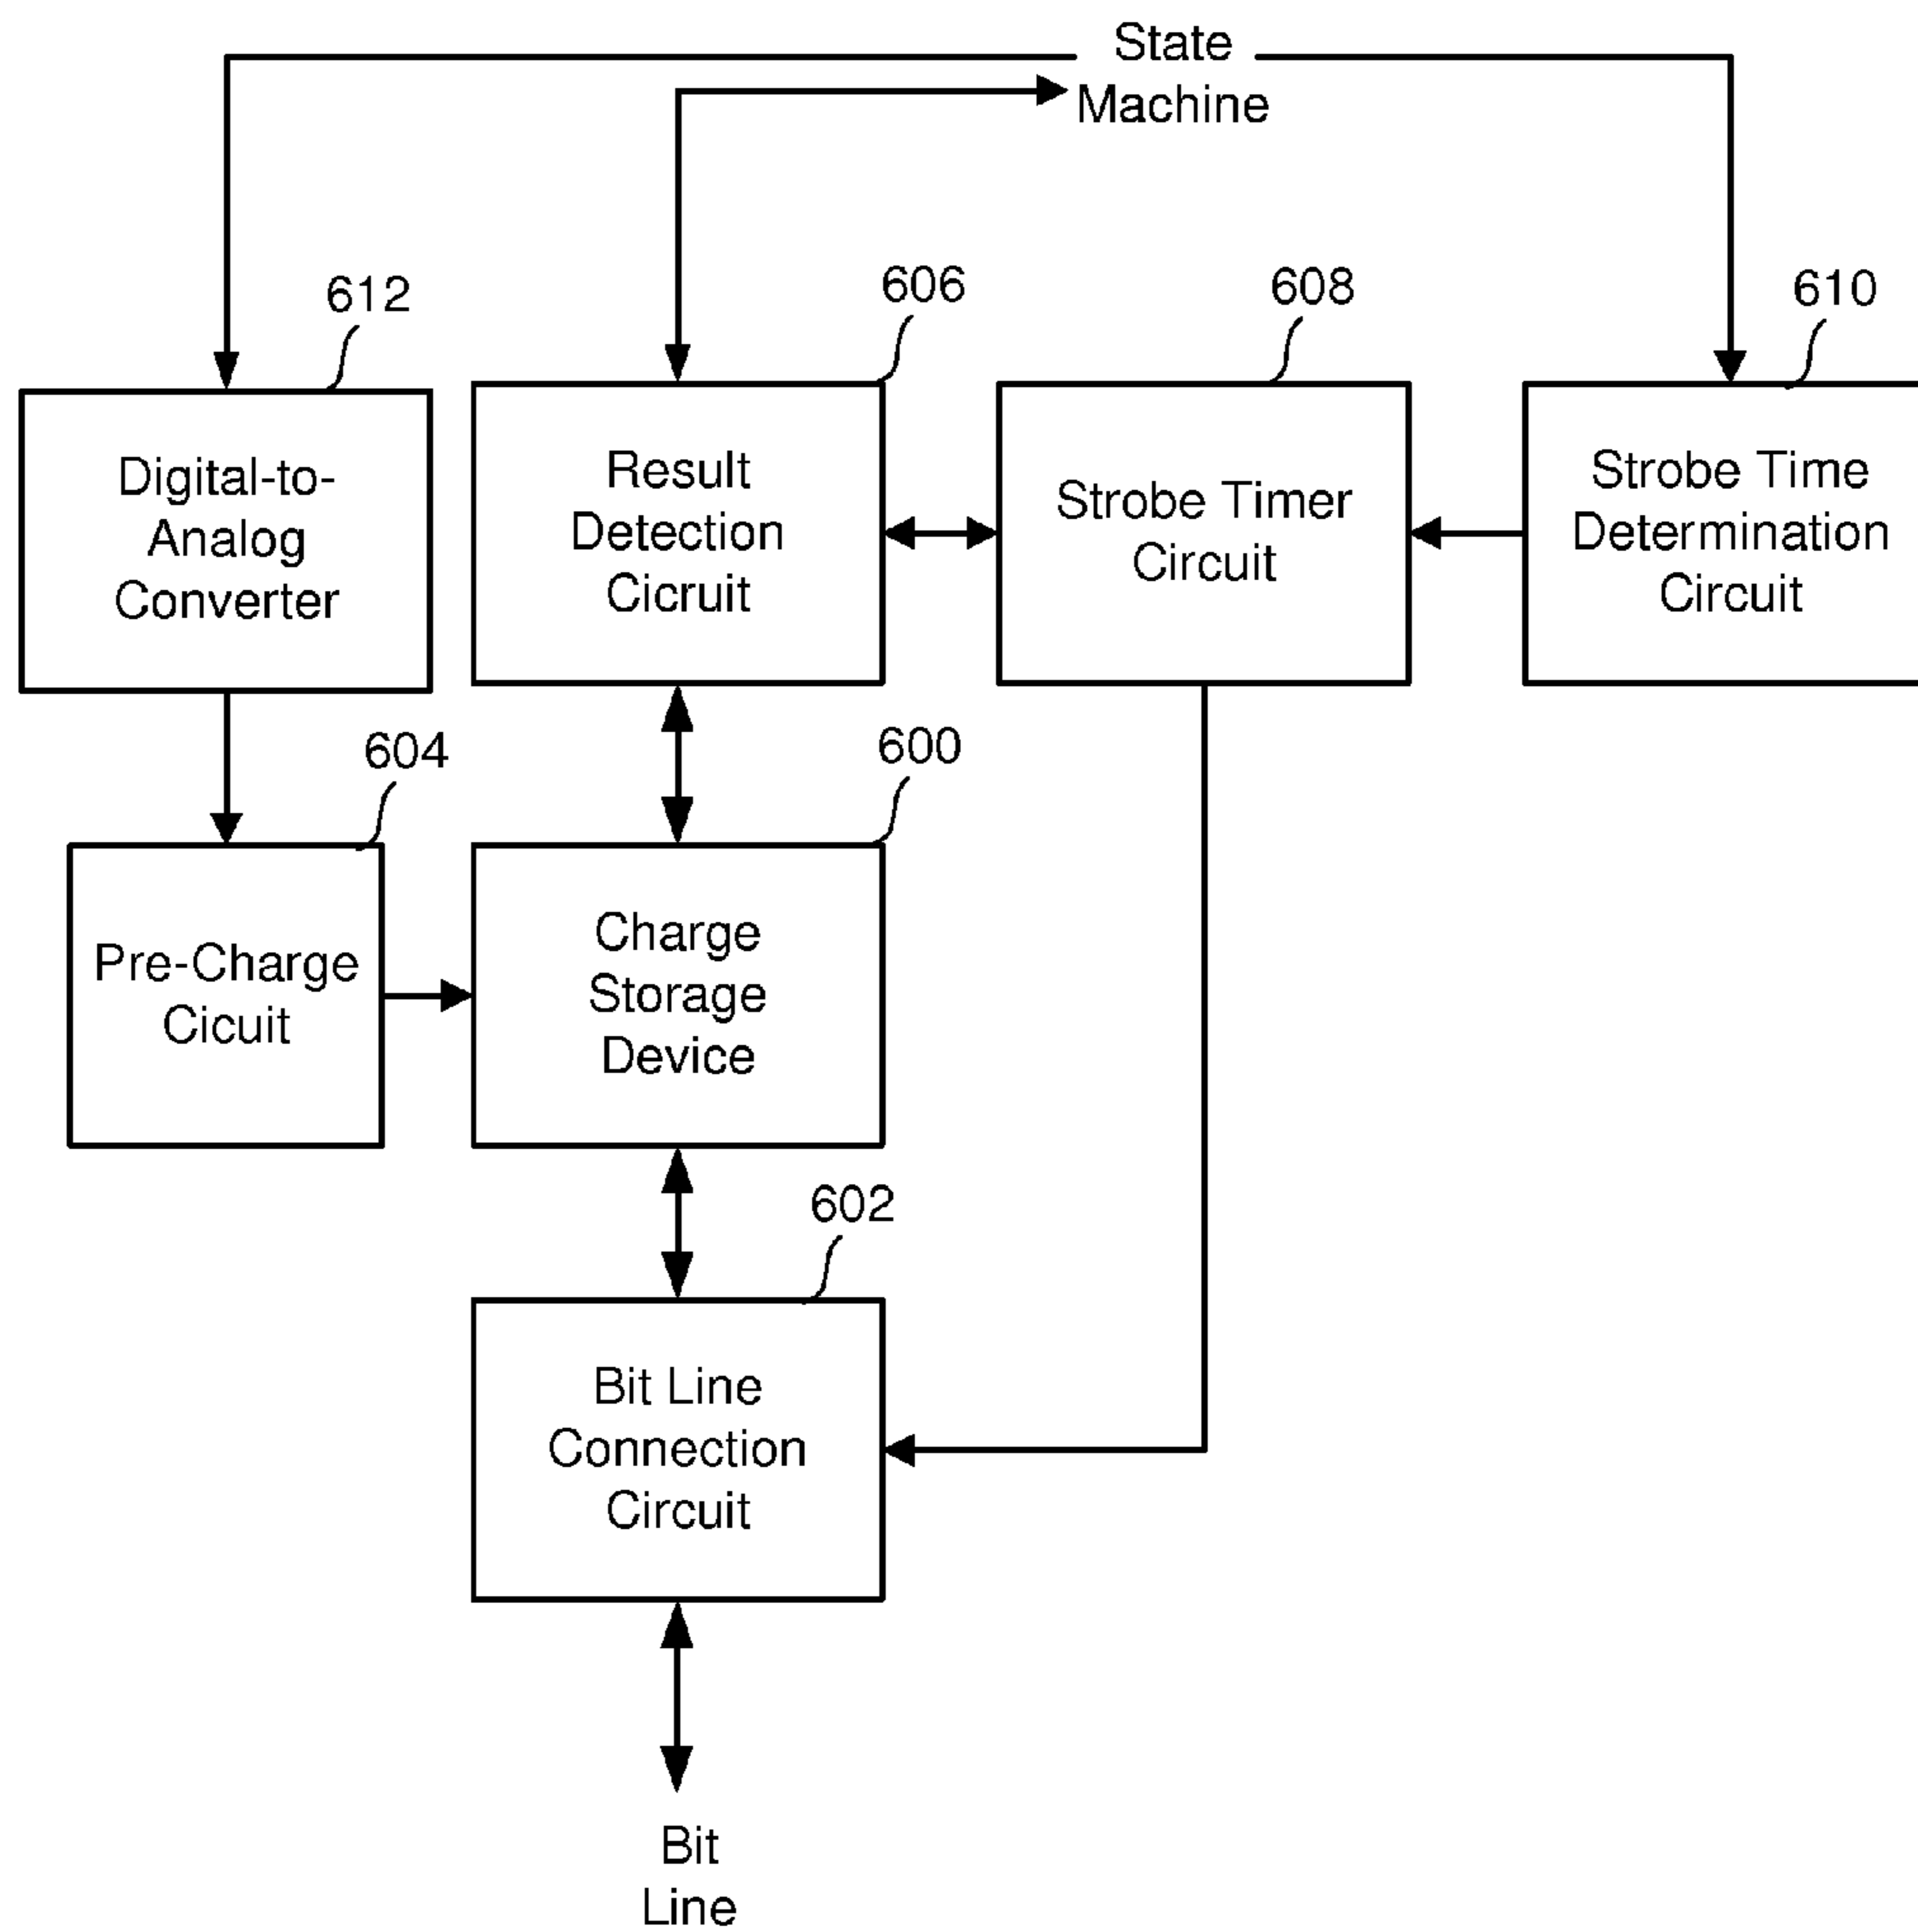 State
Machine
612
606
608
610
Digital-to-
Analog
Converter
Result
Detection
Cicruit
Strobe Timer
Circuit
Strobe Time
Determination
Circuit
604
600
Pre-Charge
Cicuit
Charge
Storage
Device
602
Bit Line
Connection
Circuit
Bit
Line